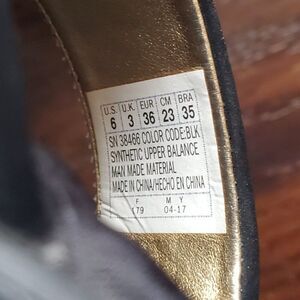 U.S. U.K. EUR CM BRA
6 3 36 23 35
SN 38466 COLOR CODE:BLK
SYNTHETIC UPPER BALANCE
MAN MADE MATERIAL
MADE IN CHINA/HECHO EN CHINA
F M Y
179 04-17